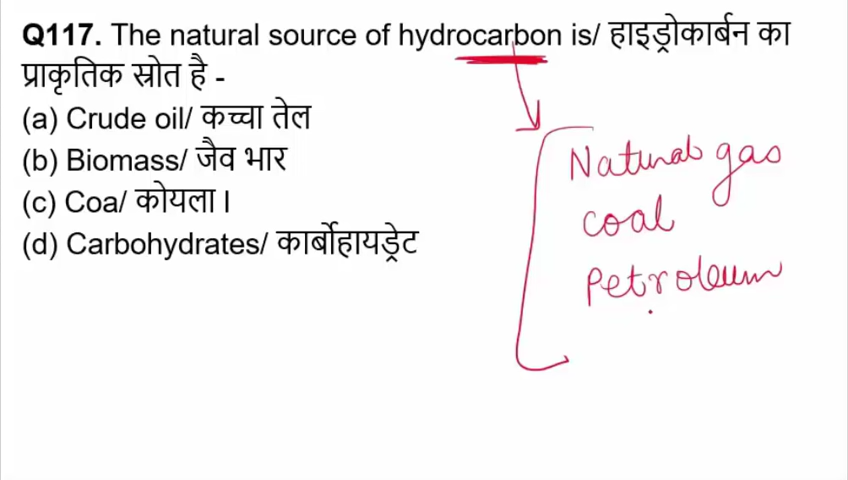 Q117. The natural source of hydrocarbon is/ हाइड्रोकार्बन का
प्राकृतिक स्रोत है -
(a) Crude oil/ कच्चा तेल
(b) Biomass/ जैव भार
(c) Coa/ कोयला l
(d) Carbohydrates/ कार्बोहायड्रेट
Natural gas
coal
Petroleum